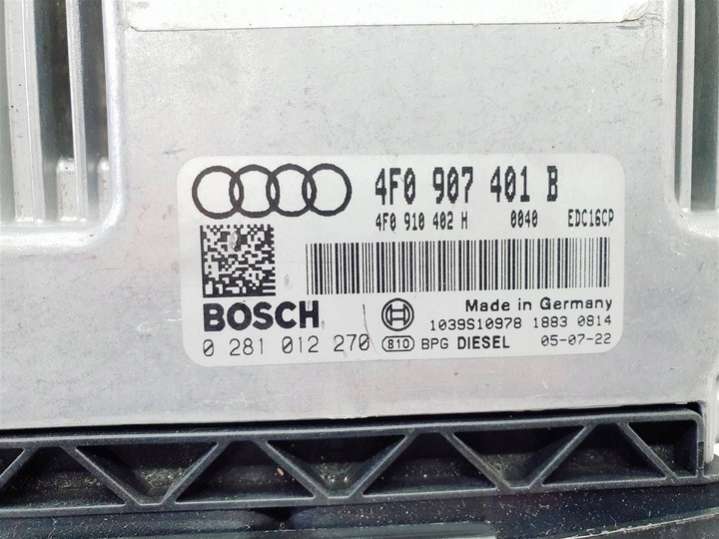 4F0 907 401 B
4F0 910 402 H 0040 EDC16CP
BOSCH
Made in Germany
1039S10978 1883 0814
0 281 012 270 810 BPG DIESEL 05-07-22